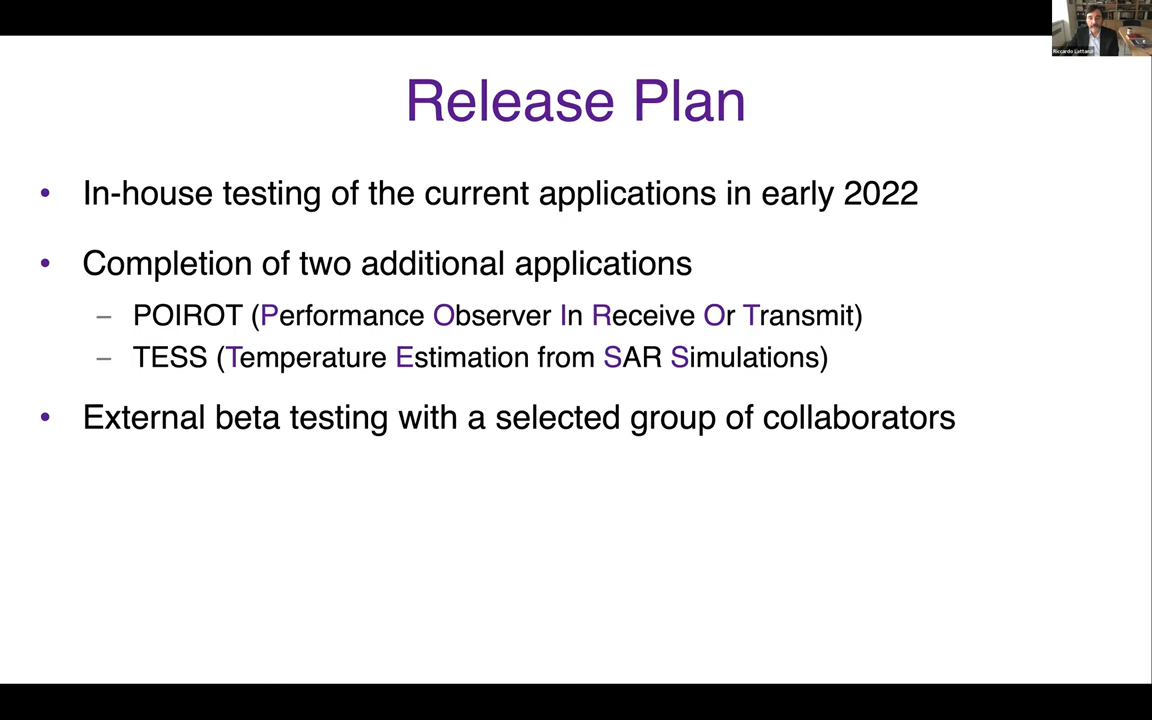 Release Plan
• In-house testing of the current applications in early 2022
• Completion of two additional applications
– POIROT (Performance Observer In Receive Or Transmit)
– TESS (Temperature Estimation from SAR Simulations)
• External beta testing with a selected group of collaborators
Riccardo Lattanzi